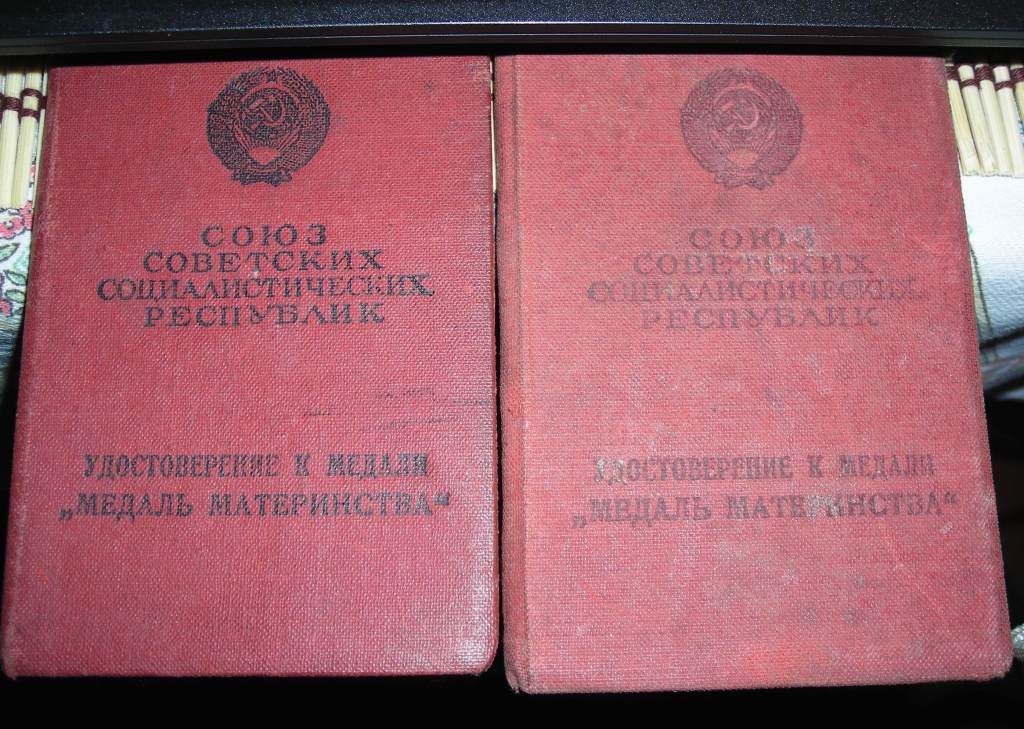 СОЮЗ
СОВЕТСКИХ
СОЦИАЛИСТИЧЕСКИХ
РЕСПУБЛИК
УДОСТОВЕРЕНИЕ К МЕДАЛИ
„МЕДАЛЬ МАТЕРИНСТВА“
СОЮЗ
СОВЕТСКИХ
СОЦИАЛИСТИЧЕСКИХ
РЕСПУБЛИК
УДОСТОВЕРЕНИЕ К МЕДАЛИ
„МЕДАЛЬ МАТЕРИНСТВА“